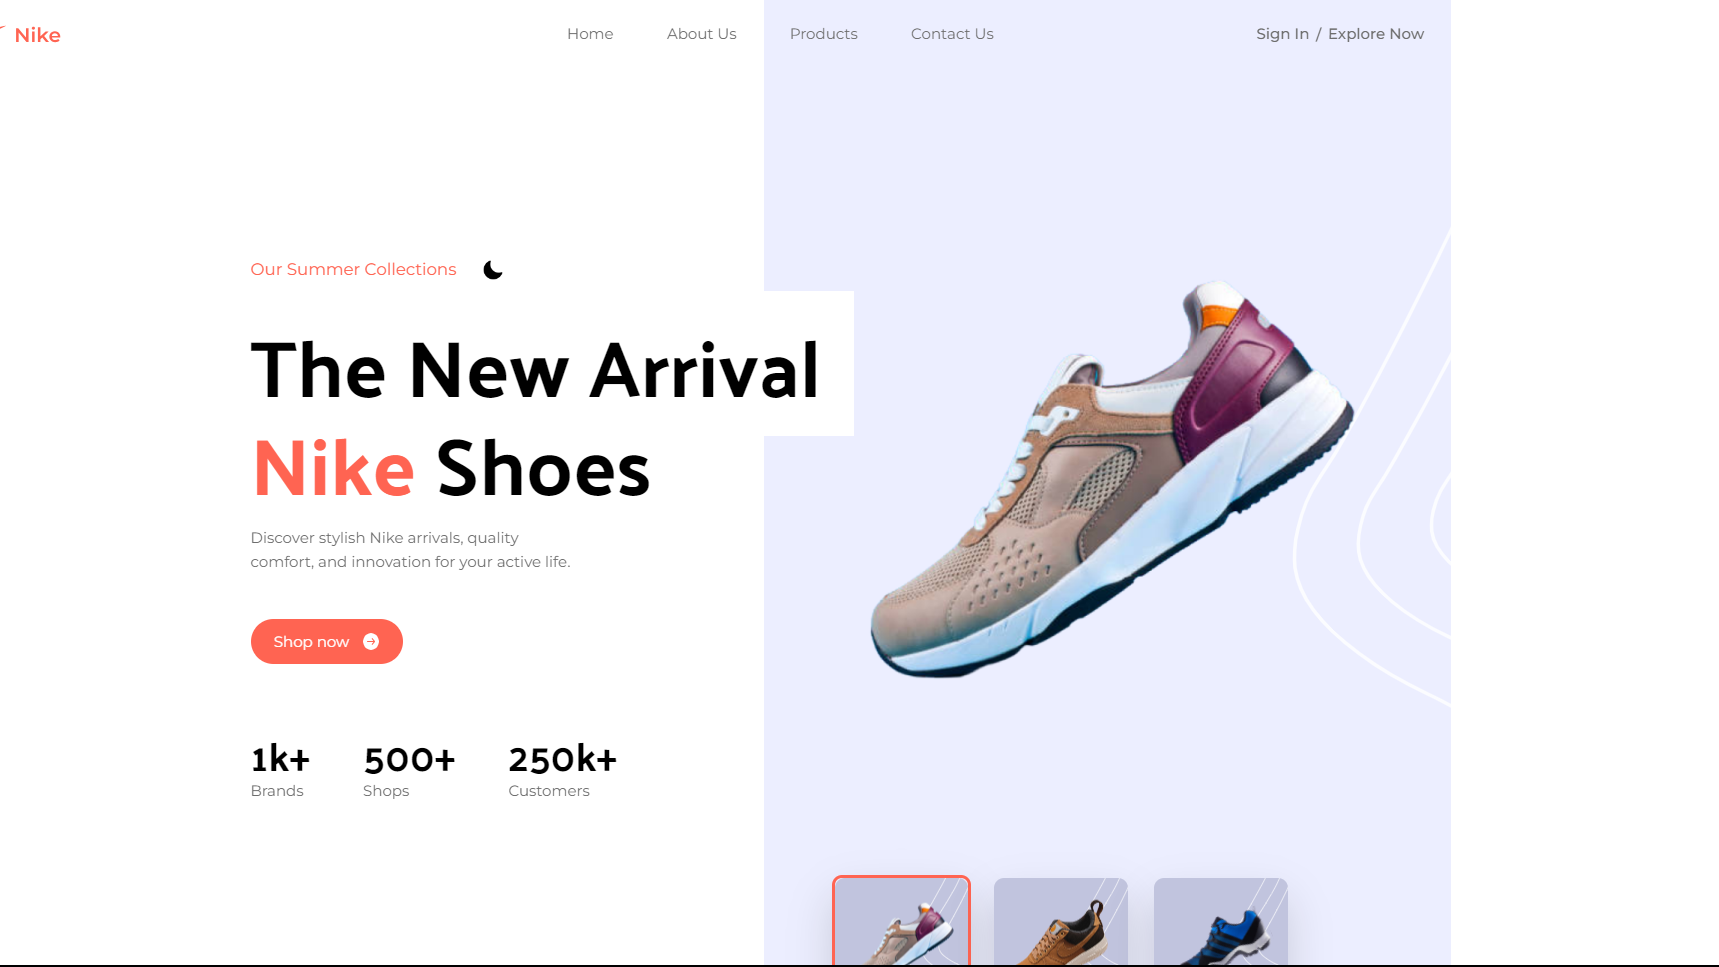 Nike
Home
About Us
Products
Contact Us
Sign In / Explore Now
Our Summer Collections
The New Arrival
Nike Shoes
Discover stylish Nike arrivals, quality
comfort, and innovation for your active life.
Shop now
1k+
Brands
500+
Shops
250k+
Customers